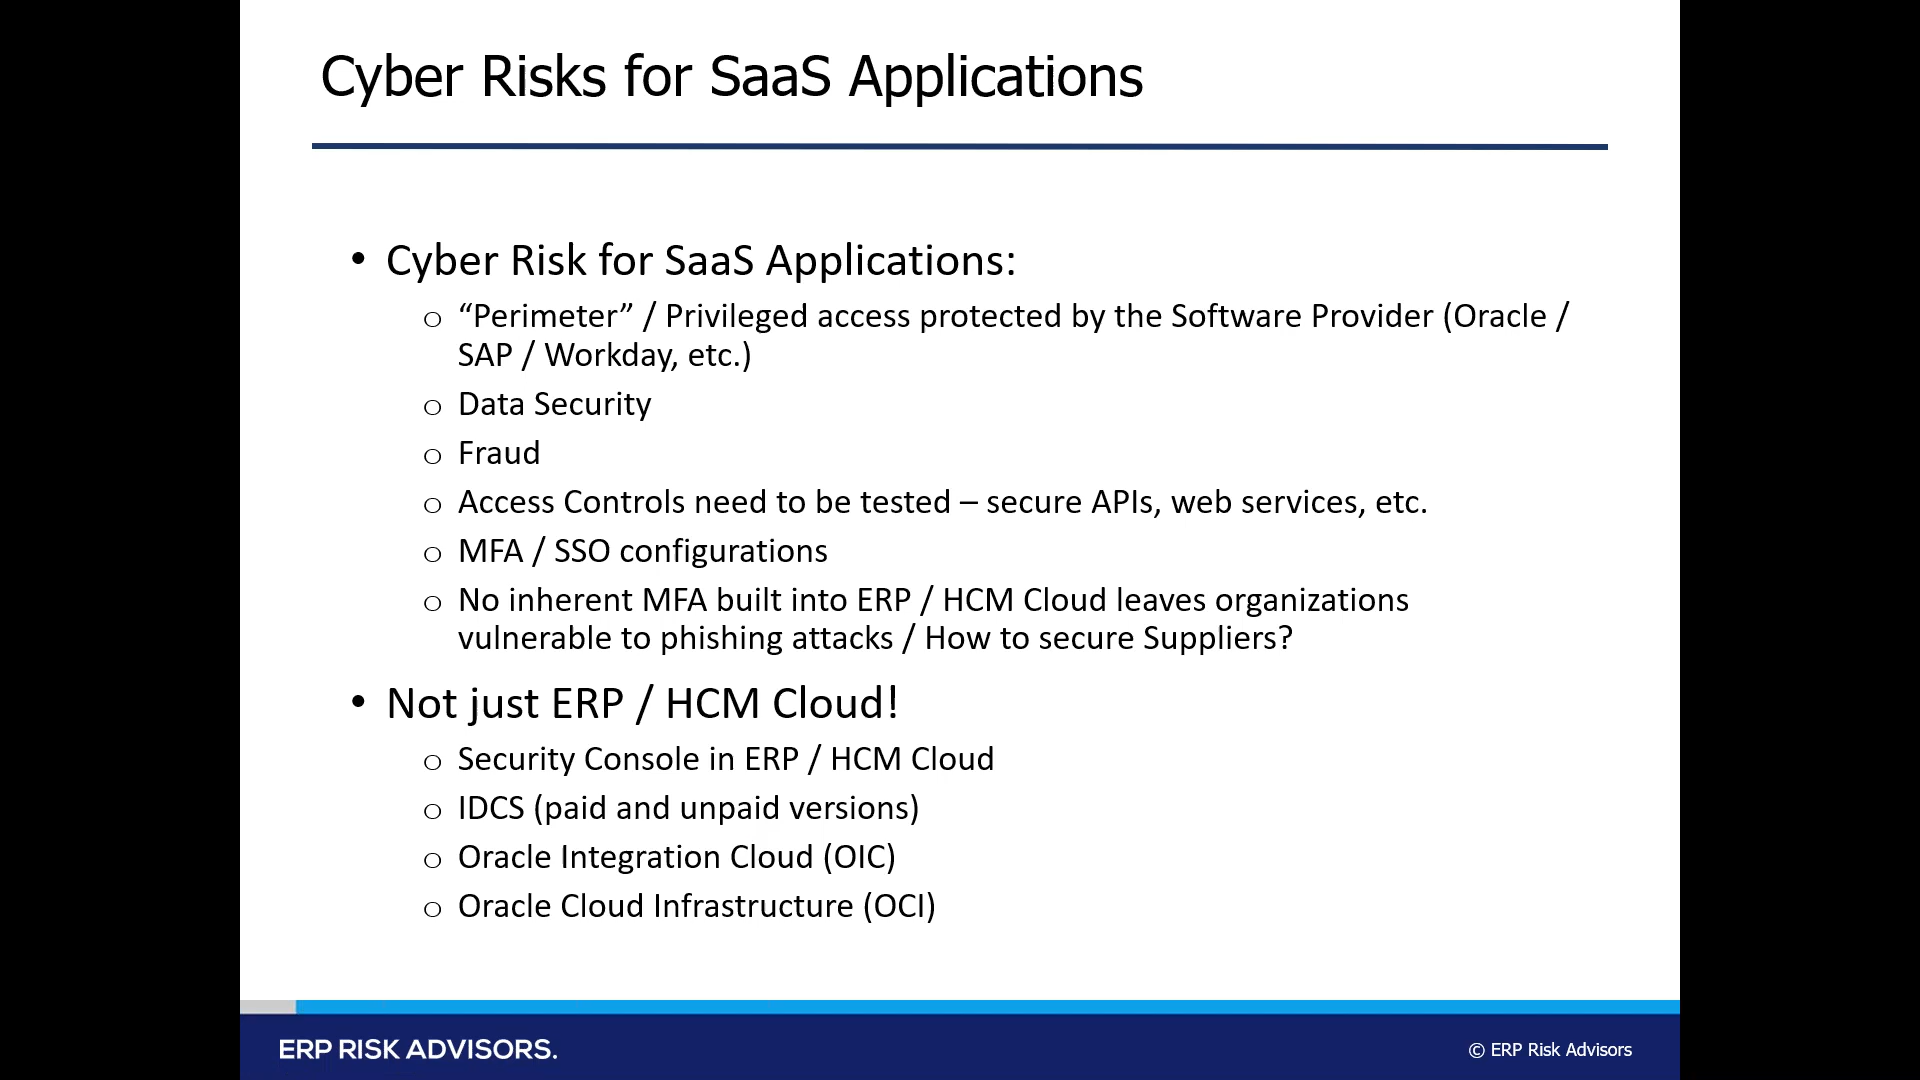 Cyber Risks for SaaS Applications
• Cyber Risk for SaaS Applications:
o “Perimeter” / Privileged access protected by the Software Provider (Oracle /
SAP / Workday, etc.)
o Data Security
o Fraud
o Access Controls need to be tested – secure APIs, web services, etc.
o MFA / SSO configurations
o No inherent MFA built into ERP / HCM Cloud leaves organizations
vulnerable to phishing attacks / How to secure Suppliers?
• Not just ERP / HCM Cloud!
o Security Console in ERP / HCM Cloud
o IDCS (paid and unpaid versions)
o Oracle Integration Cloud (OIC)
o Oracle Cloud Infrastructure (OCI)
ERP RISK ADVISORS.
© ERP Risk Advisors